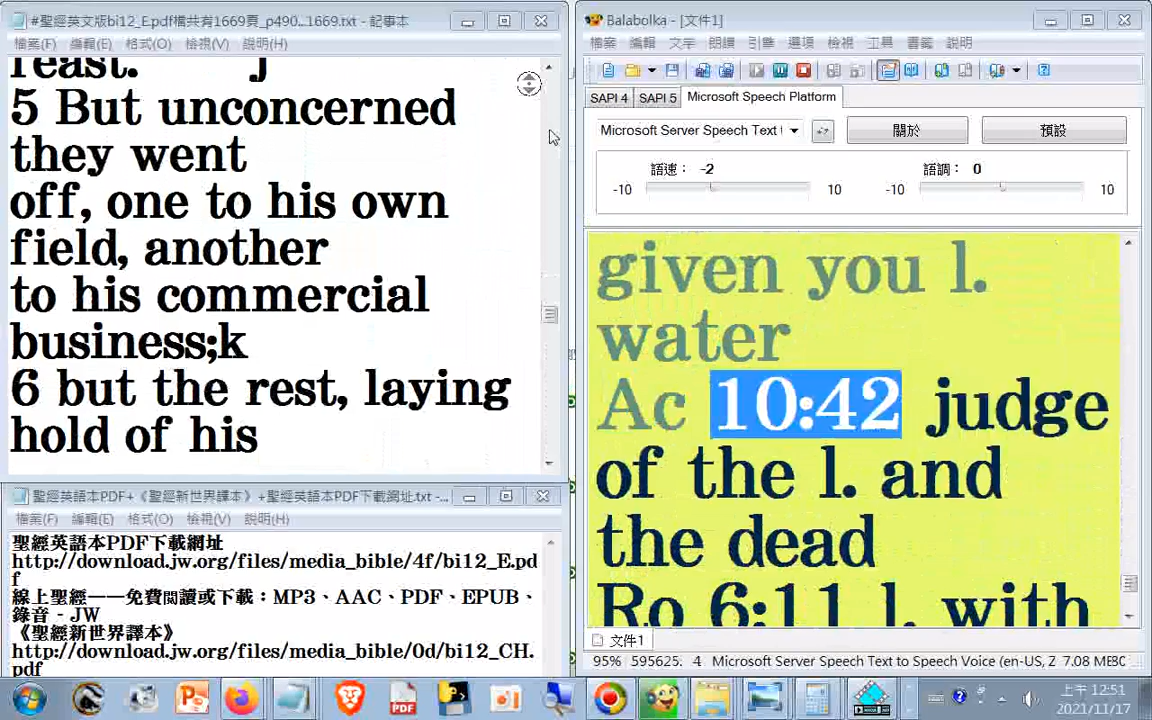 #聖經英文版bi12_E.pdf檔共有1669頁_p490...1669.txt - 記事本
檔案(F) 編輯(E) 格式(O) 檢視(V) 說明(H)
feast. j
5 But unconcerned
they went
off, one to his own
field, another
to his commercial
business;k
6 but the rest, laying
hold of his
聖經英語本PDF+《聖經新世界譯本》+聖經英語本PDF下載網址.txt -...
檔案(F) 編輯(E) 格式(O) 檢視(V) 說明(H)
聖經英語本PDF下載網址
http://download.jw.org/files/media_bible/4f/bi12_E.pd
f
線上聖經——免費閱讀或下載：MP3、AAC、PDF、EPUB、
錄音 - JW
《聖經新世界譯本》
http://download.jw.org/files/media_bible/0d/bi12_CH.
pdf
Balabolka - [文件1]
檔案 編輯 文字 朗讀 引擎 選項 檢視 工具 書籤 說明
SAPI 4 SAPI 5 Microsoft Speech Platform
Microsoft Server Speech Text 關於 預設
語速： -2 語調： 0
-10 10 -10 10
given you l.
water
Ac 10:42 judge
of the l. and
the dead
Ro 6:11 l. with
文件1
95% 595625. 4 Microsoft Server Speech Text to Speech Voice (en-US, Z 7.08 МЕВС
上午 12:51
2021/11/17